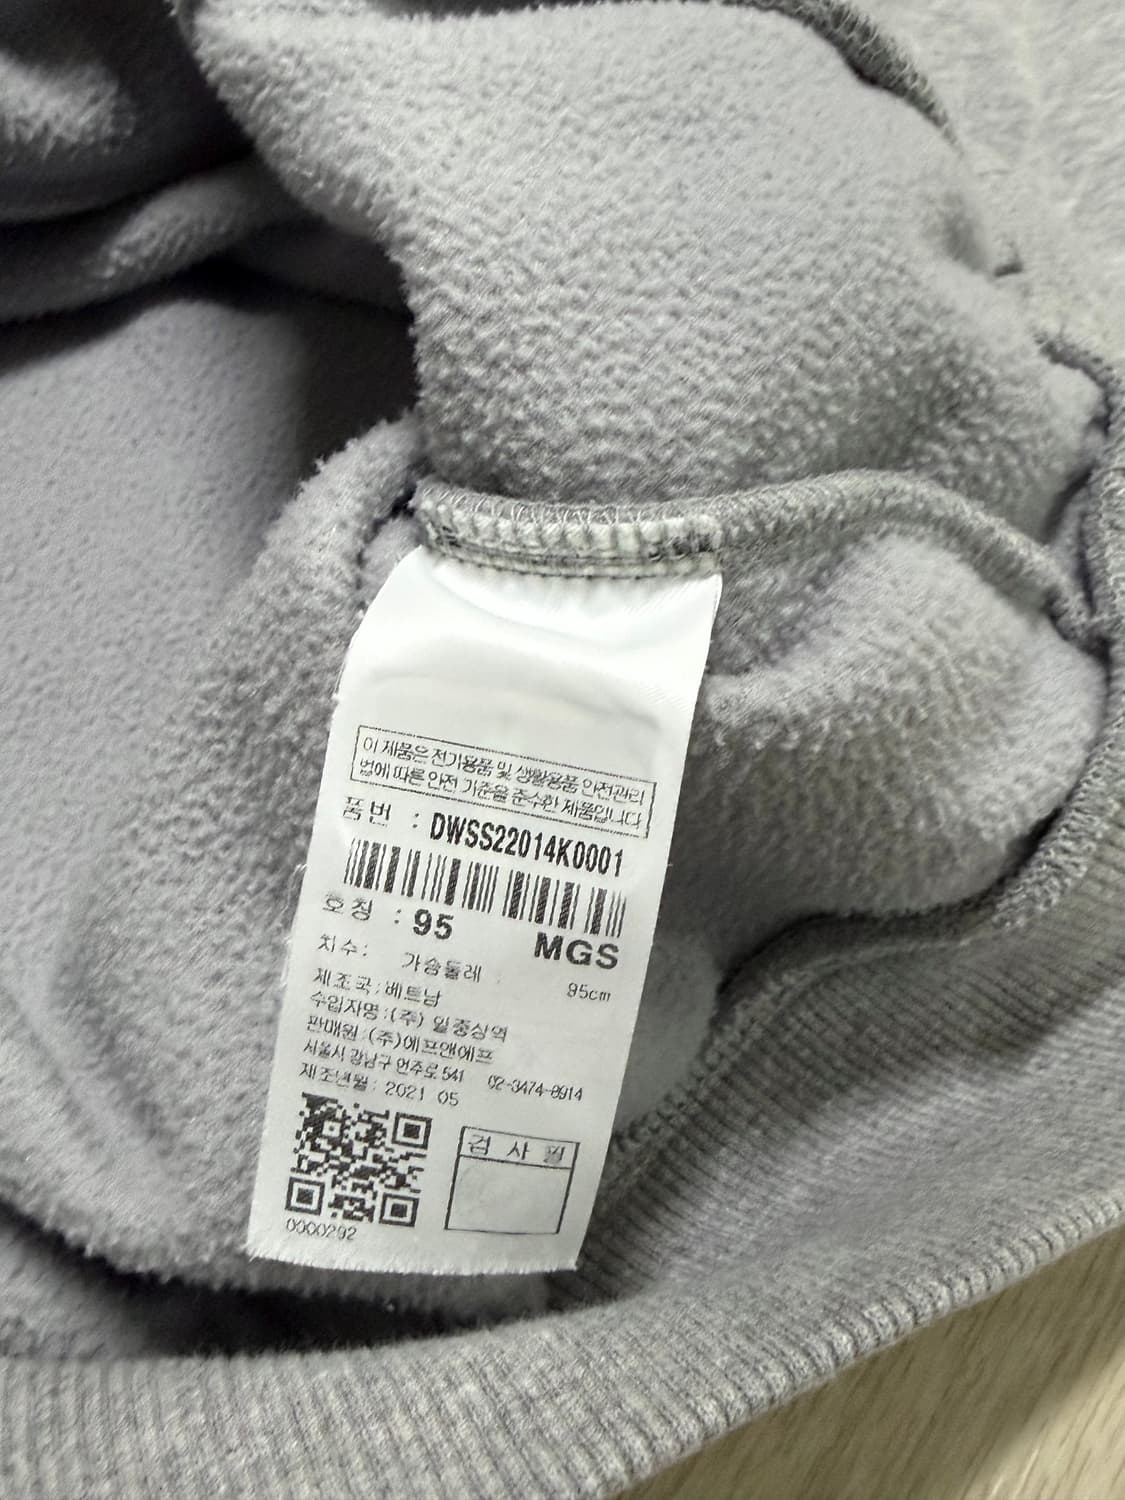 이 제품은 전기용품 및 생활용품 안전관리
법에 따른 안전 기준을 준수한 제품입니다
품번 : DWSS22014K0001
호칭 : 95 MGS
치수: 가슴둘레 95cm
제조국:베트남
수입자명:(주) 일중상역
판매원:(주)에프앤에프
서울시 강남구 언주로 541 02-3474-8914
제조년월: 2021 05
검 사 필
0000292